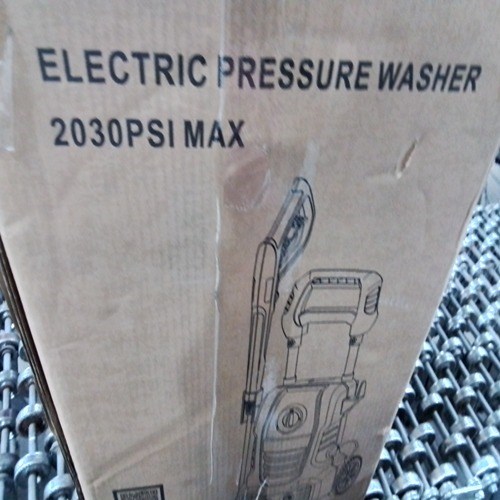 ELECTRIC PRESSURE WASHER
2030PSI MAX